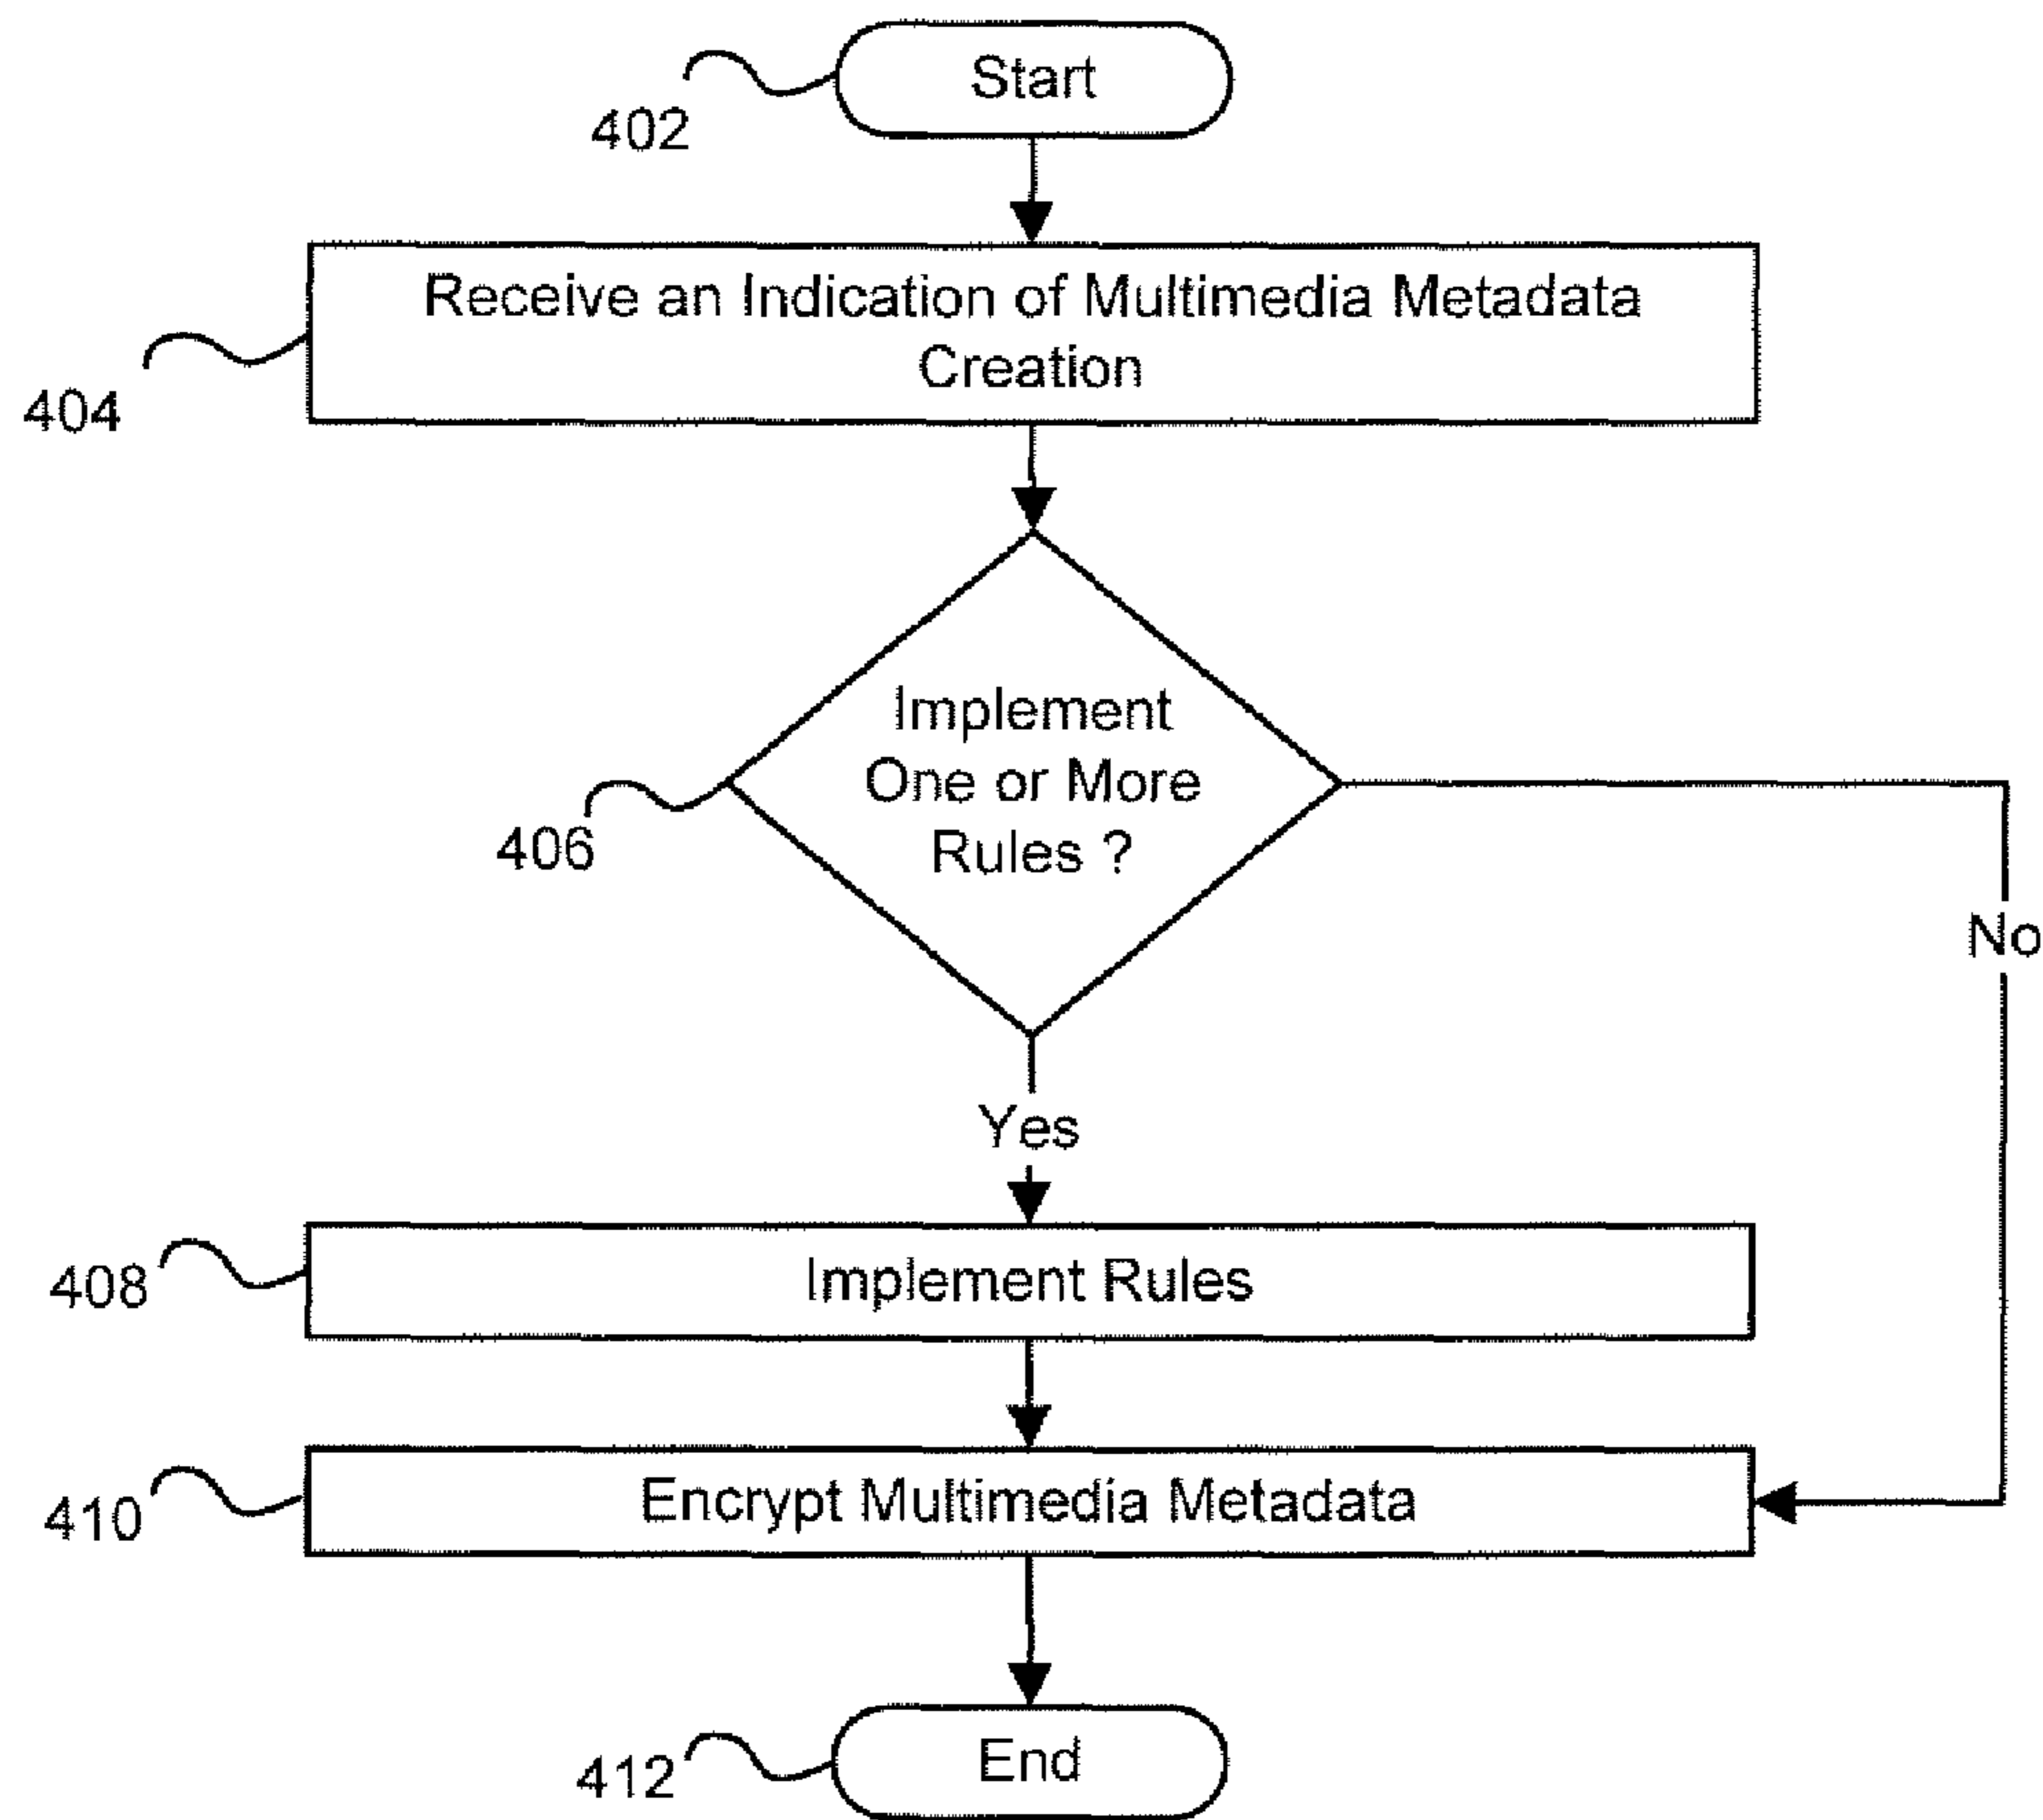 Start
402
Receive an Indication of Multimedia Metadata
Creation
404
Implement
One or More
Rules ?
406
No
Yes
Implement Rules
408
Encrypt Multimedia Metadata
410
End
412